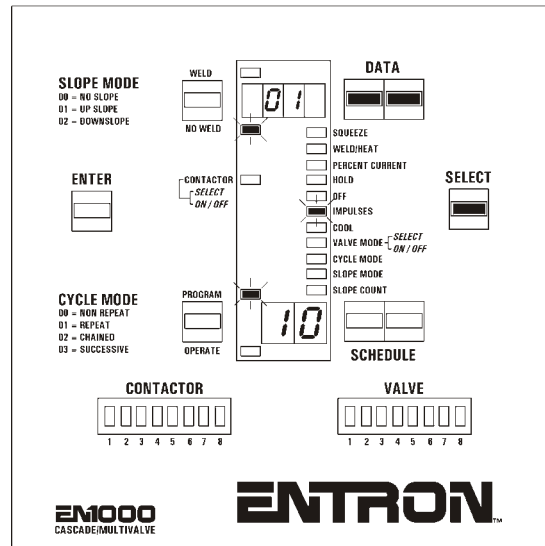 SLOPE MODE
00 = NO SLOPE
01 = UP SLOPE
02 = DOWNSLOPE
WELD
NO WELD
01
DATA
SQUEEZE
WELD/HEAT
PERCENT CURRENT
HOLD
OFF
IMPULSES
COOL
VALVE MODE
SELECT
ON / OFF
CYCLE MODE
SLOPE MODE
SLOPE COUNT
ENTER
CONTACTOR
SELECT
ON / OFF
SELECT
CYCLE MODE
00 = NON REPEAT
01 = REPEAT
02 = CHAINED
03 = SUCCESSIVE
PROGRAM
OPERATE
10
SCHEDULE
CONTACTOR
1 2 3 4 5 6 7 8
VALVE
1 2 3 4 5 6 7 8
EN1000
CASCADE/MULTIVALVE
ENTRON™